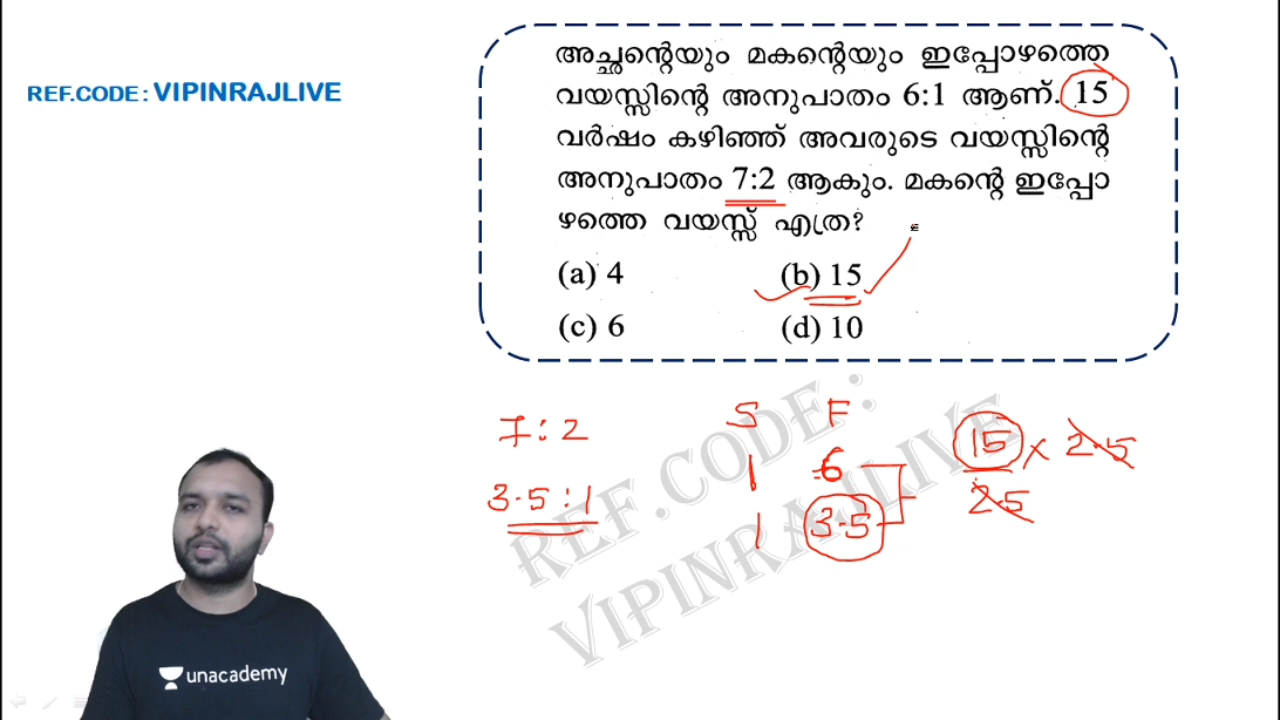 REF.CODE : VIPINRAJLIVE
അച്ഛന്റെയും മകന്റെയും ഇപ്പോഴത്തെ
വയസ്സിന്റെ അനുപാതം 6:1 ആണ്. 15
വർഷം കഴിഞ്ഞ് അവരുടെ വയസ്സിന്റെ
അനുപാതം 7:2 ആകും. മകന്റെ ഇപ്പോ
ഴത്തെ വയസ്സ് എത്ര?
(a) 4 (b) 15
(c) 6 (d) 10
7 : 2
3.5 : 1
S F
1 6
1 3.5
15 x 2.5
2.5
REF.CODE :
VIPINRAJLIVE
unacademy